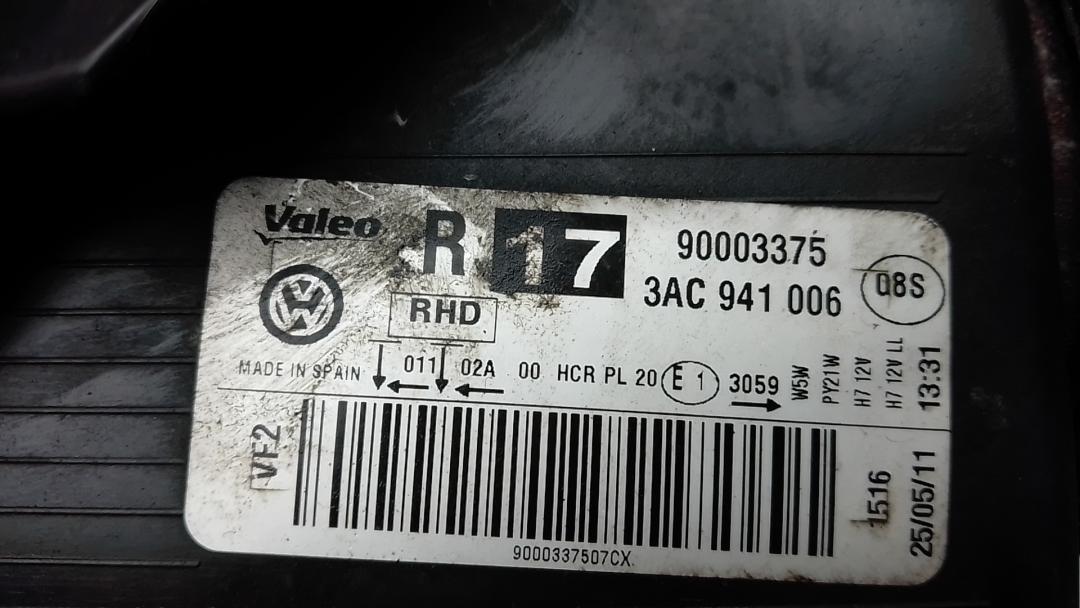 Valeo R 17 90003375
3AC 941 006 08S
RHD
MADE IN SPAIN 011 02A 00 HCR PL 20 E 1 3059
W5W
PY21W
H7 12V
H7 12V LL
13:31
VF2
1516
25/05/11
9000337507CX